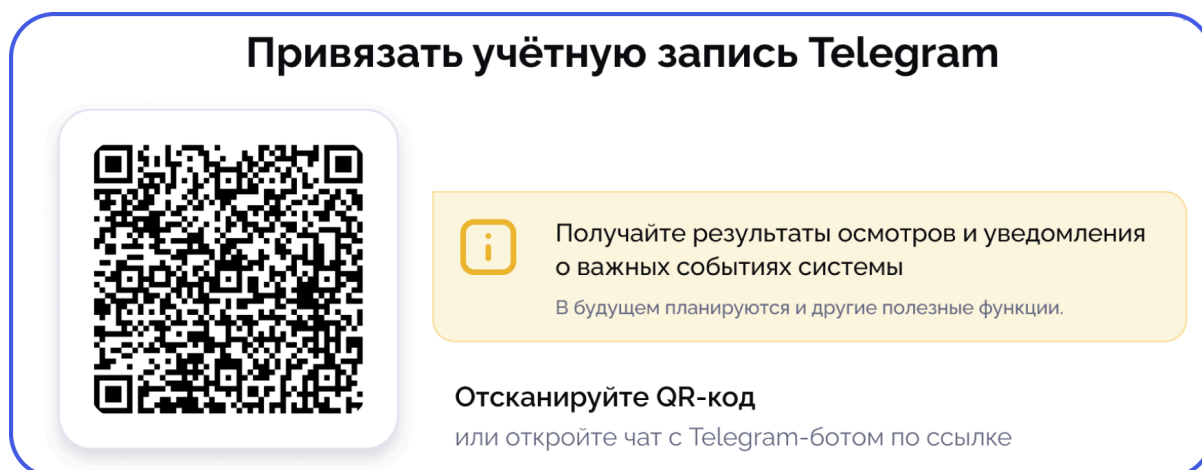 Привязать учётную запись Telegram
Получайте результаты осмотров и уведомления
о важных событиях системы
В будущем планируются и другие полезные функции.
Отсканируйте QR-код
или откройте чат с Telegram-ботом по ссылке